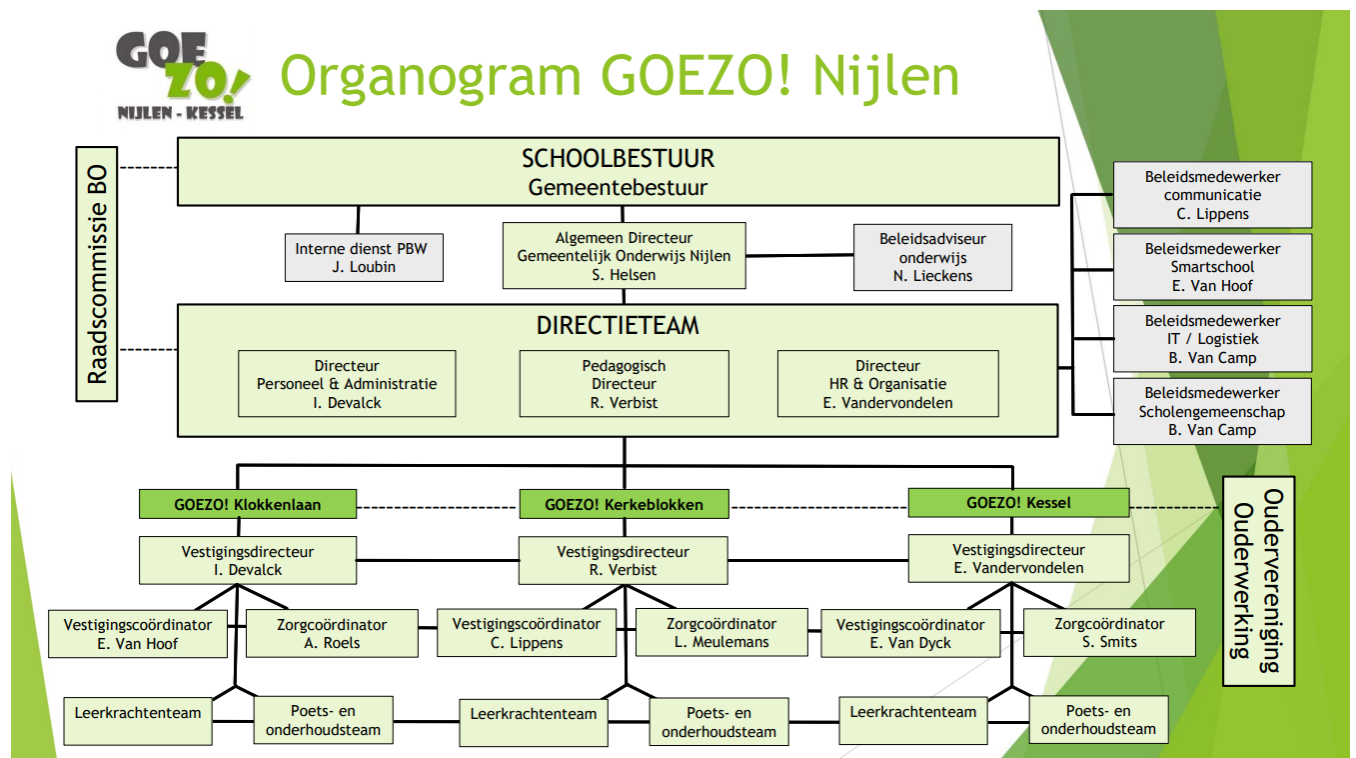 GOE
ZO!
NIJLEN - KESSEL
Organogram GOEZO! Nijlen
Raadscommissie BO
SCHOOLBESTUUR
Gemeentebestuur
Interne dienst PBW
J. Loubin
Algemeen Directeur
Gemeentelijk Onderwijs Nijlen
S. Helsen
Beleidsadviseur
onderwijs
N. Lieckens
Beleidsmedewerker
communicatie
C. Lippens
Beleidsmedewerker
Smartschool
E. Van Hoof
Beleidsmedewerker
IT / Logistiek
B. Van Camp
Beleidsmedewerker
Scholengemeenschap
B. Van Camp
DIRECTIETEAM
Directeur
Personeel & Administratie
I. Devalck
Pedagogisch
Directeur
R. Verbist
Directeur
HR & Organisatie
E. Vandervondelen
GOEZO! Klokkenlaan
GOEZO! Kerkeblokken
GOEZO! Kessel
Oudervereniging
Ouderwerking
Vestigingsdirecteur
I. Devalck
Vestigingsdirecteur
R. Verbist
Vestigingsdirecteur
E. Vandervondelen
Vestigingscoördinator
E. Van Hoof
Zorgcoördinator
A. Roels
Vestigingscoördinator
C. Lippens
Zorgcoördinator
L. Meulemans
Vestigingscoördinator
E. Van Dyck
Zorgcoördinator
S. Smits
Leerkrachtenteam
Poets- en
onderhoudsteam
Leerkrachtenteam
Poets- en
onderhoudsteam
Leerkrachtenteam
Poets- en
onderhoudsteam